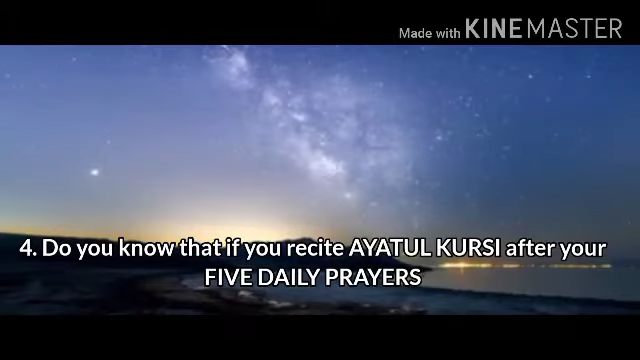 Made with KINEMASTER
4. Do you know that if you recite AYATUL KURSI after your
FIVE DAILY PRAYERS